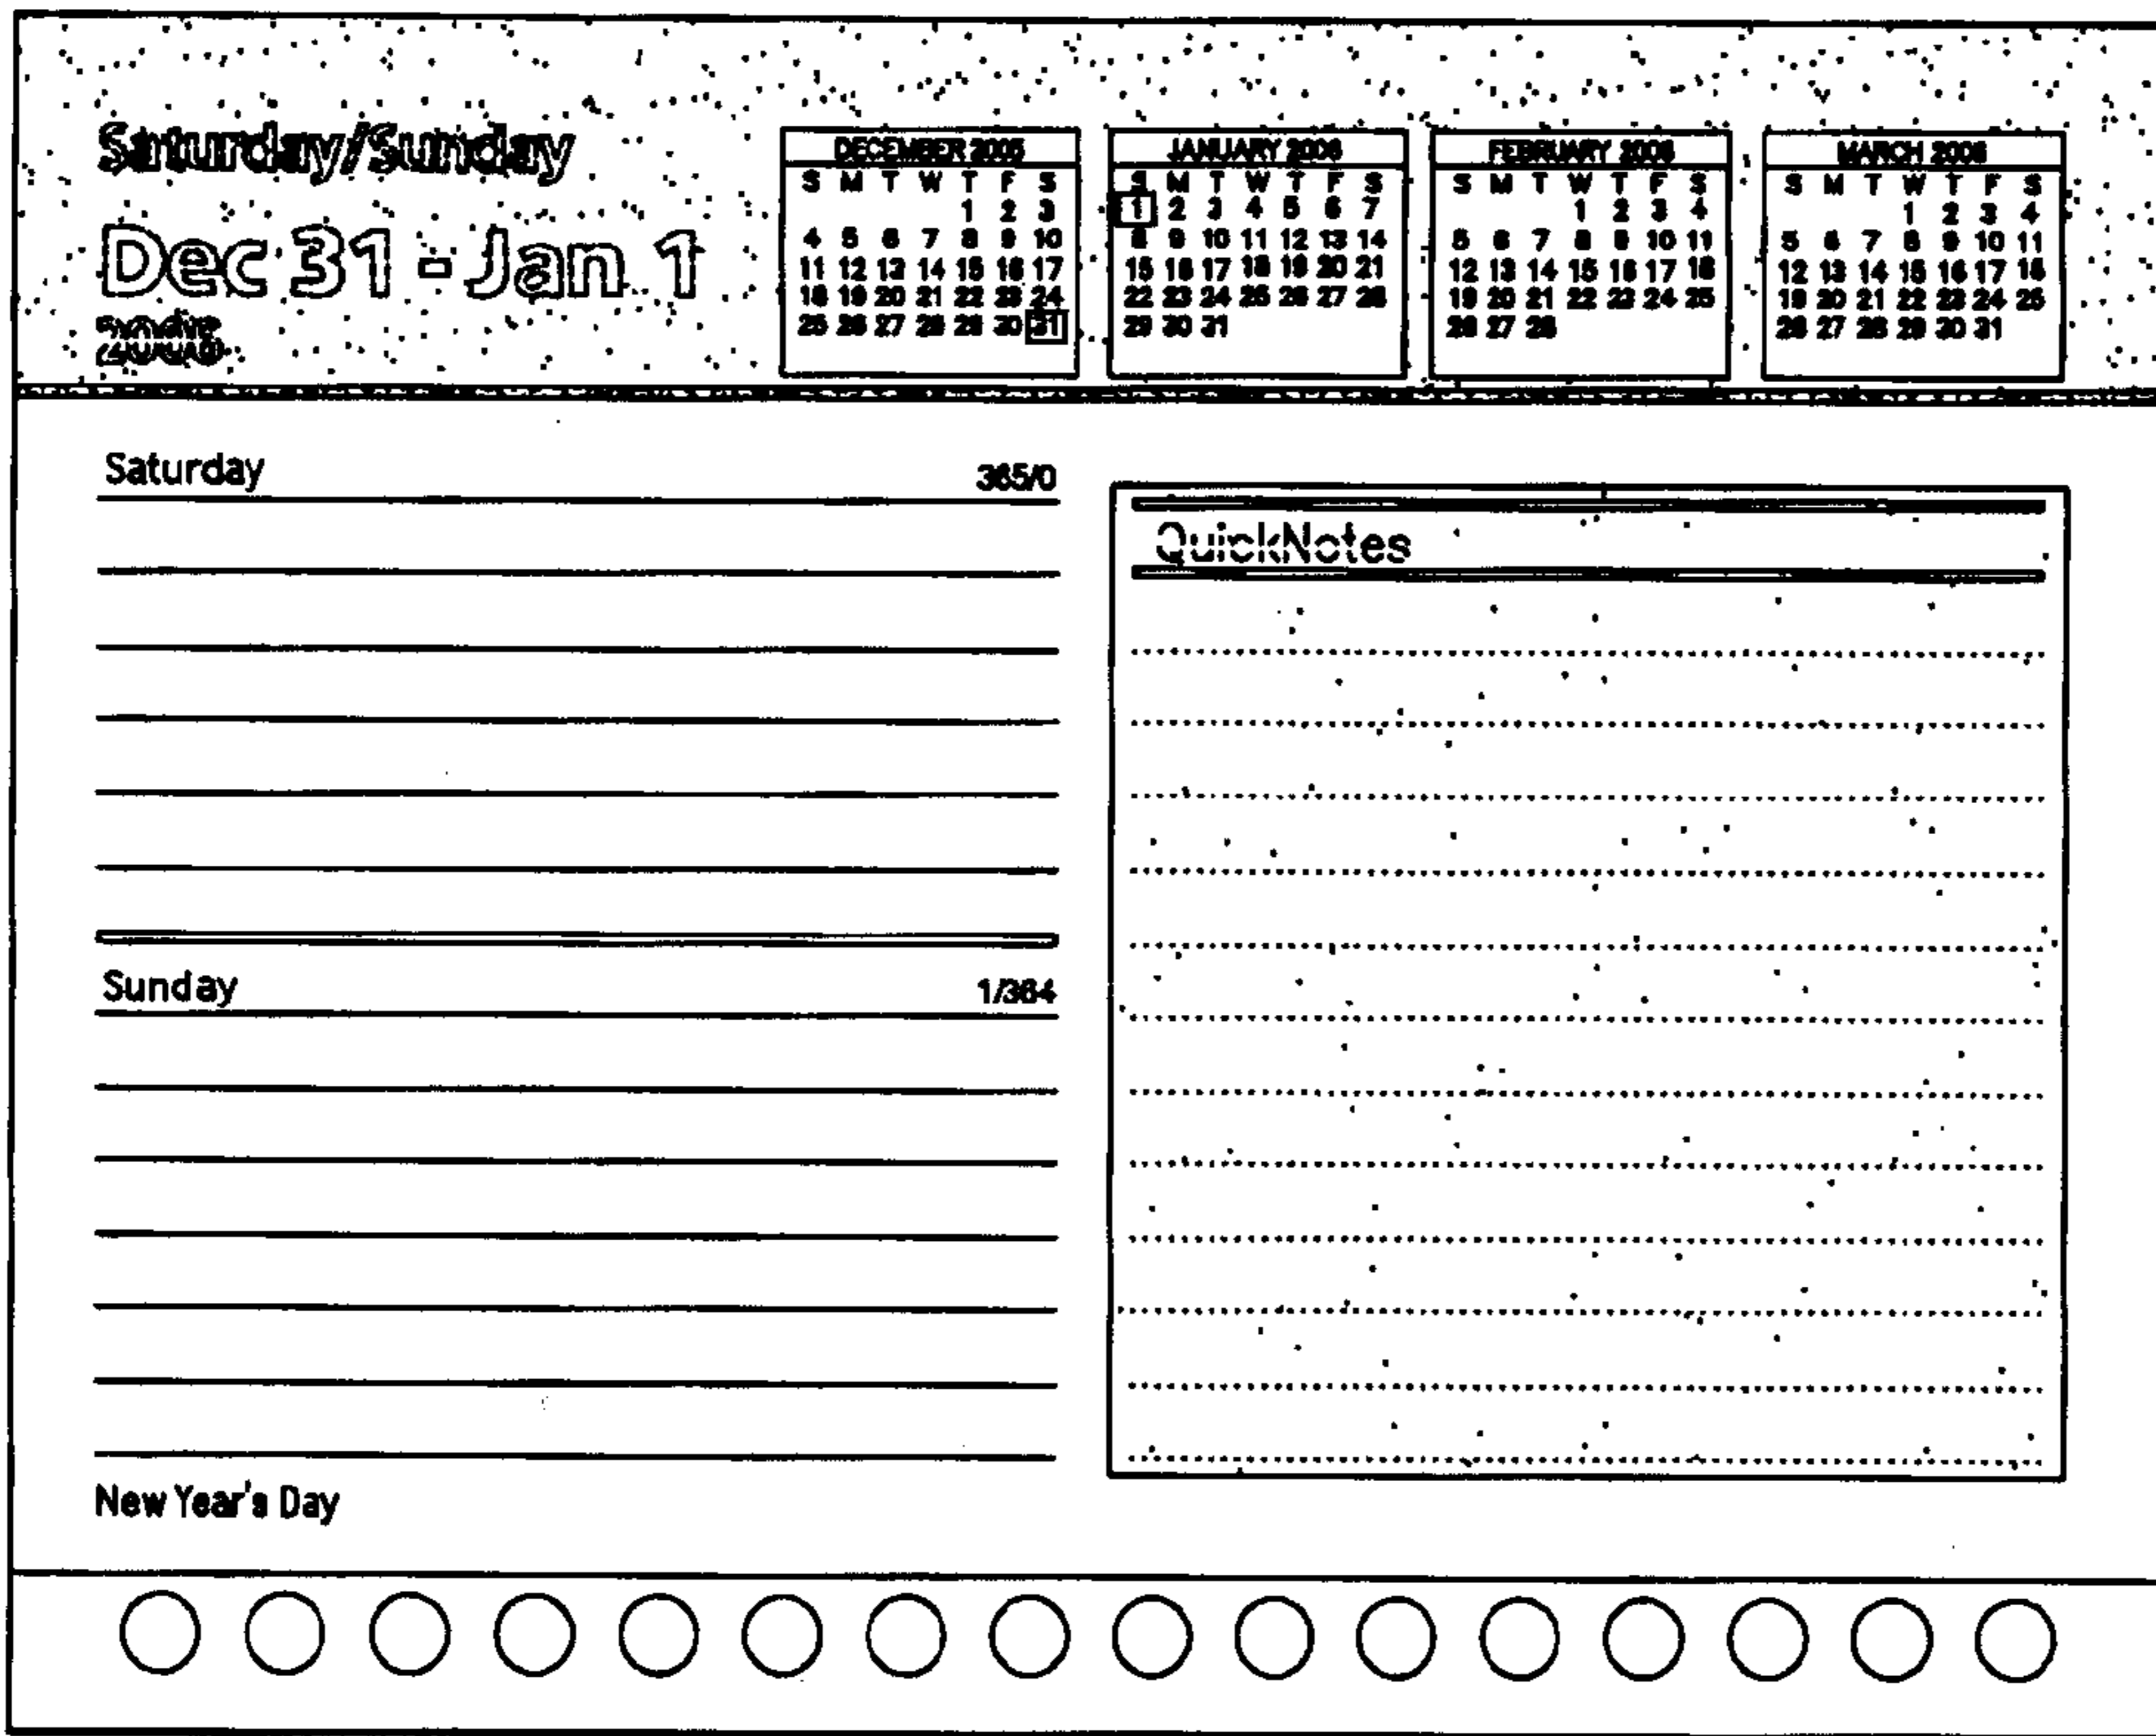 Saturday/Sunday
Dec 31 - Jan 1
DECEMBER 2005
S M T W T F S
1 2 3
4 5 6 7 8 9 10
11 12 13 14 15 16 17
18 19 20 21 22 23 24
25 26 27 28 29 30 31
JANUARY 2006
S M T W T F S
1 2 3 4 5 6 7
8 9 10 11 12 13 14
15 16 17 18 19 20 21
22 23 24 25 26 27 28
29 30 31
FEBRUARY 2006
S M T W T F S
1 2 3 4
5 6 7 8 9 10 11
12 13 14 15 16 17 18
19 20 21 22 23 24 25
26 27 28
MARCH 2006
S M T W T F S
1 2 3 4
5 6 7 8 9 10 11
12 13 14 15 16 17 18
19 20 21 22 23 24 25
26 27 28 29 30 31
Saturday 365/0
Sunday 1/364
New Year's Day
QuickNotes